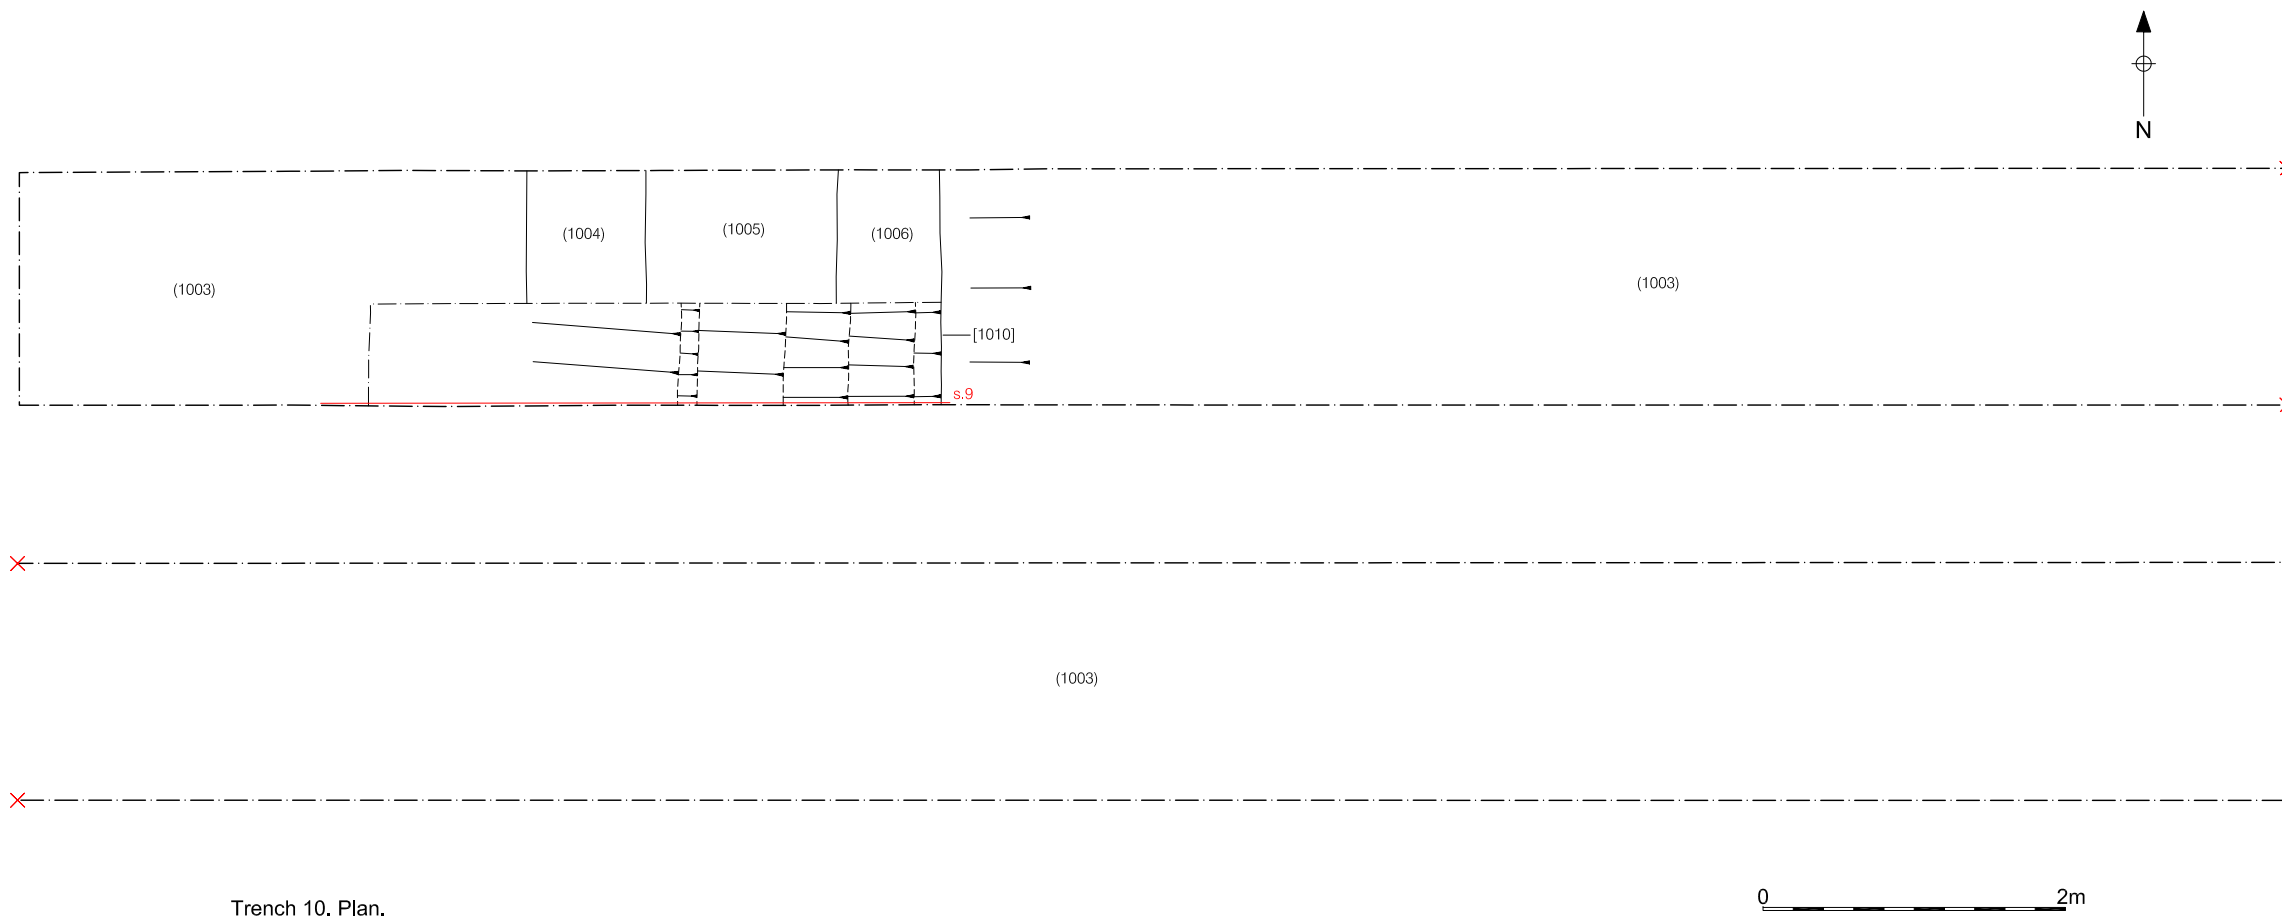 N
(1004)
(1005)
(1006)
(1003)
(1003)
[1010]
s.9
(1003)
0 2m
Trench 10. Plan.